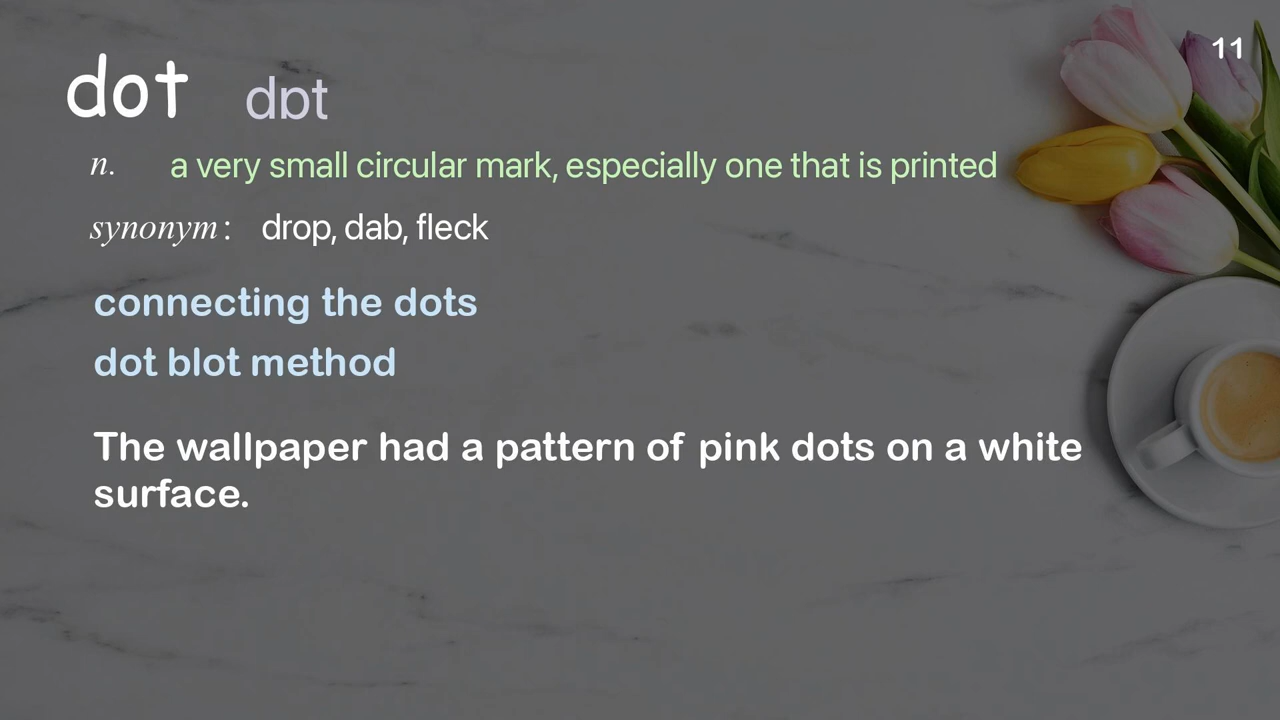 11
dot dɒt
n. a very small circular mark, especially one that is printed
synonym: drop, dab, fleck
connecting the dots
dot blot method
The wallpaper had a pattern of pink dots on a white
surface.